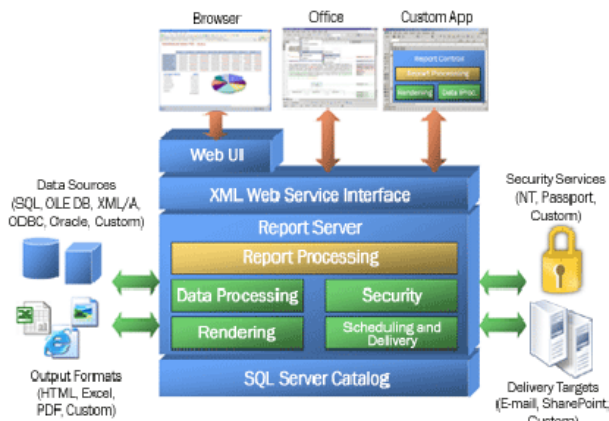 Browser
Office
Custom App
Report Control
Report Processing
Rendering
Data Proc.
Web UI
XML Web Service Interface
Data Sources
(SQL, OLE DB, XML/A,
ODBC, Oracle, Custom)
Security Services
(NT, Passport,
Custom)
Report Server
Report Processing
Data Processing
Security
Rendering
Scheduling and
Delivery
SQL Server Catalog
Output Formats
(HTML, Excel,
PDF, Custom)
Delivery Targets
(E-mail, SharePoint,
Custom)